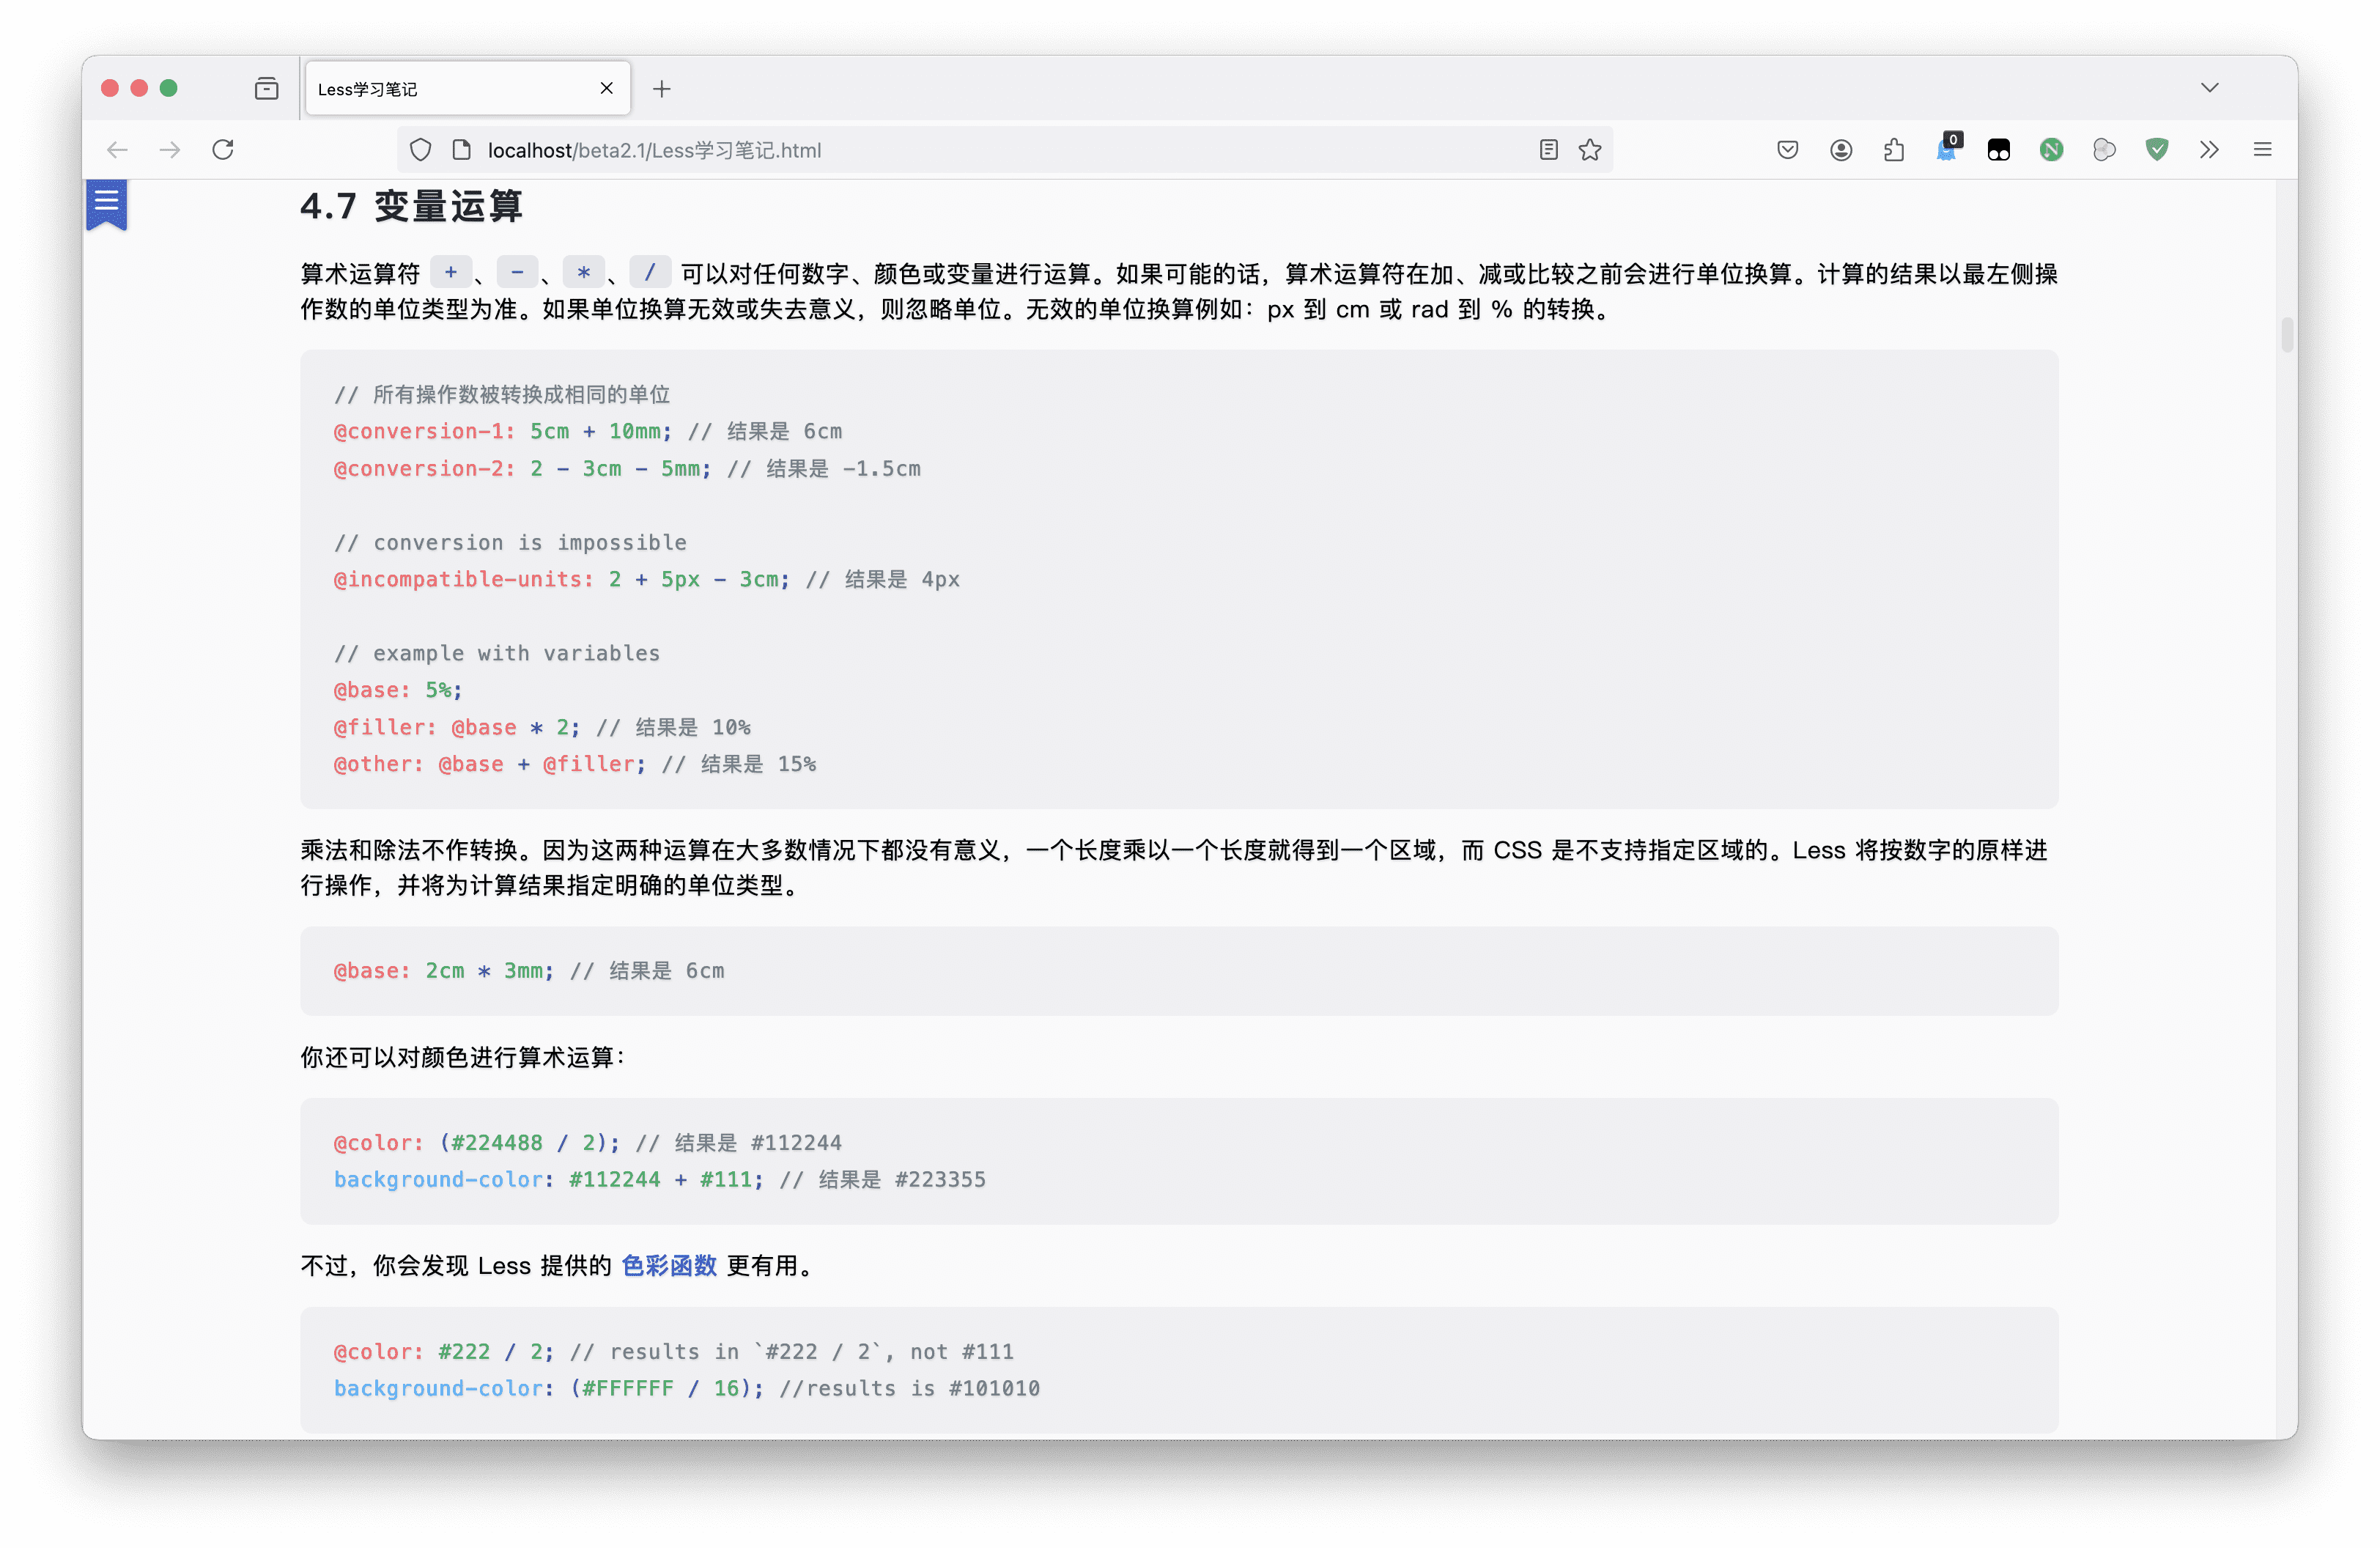 Less学习笔记
localhost/beta2.1/Less学习笔记.html
0
N
4.7 变量运算
算术运算符 + 、 - 、 * 、 / 可以对任何数字、颜色或变量进行运算。如果可能的话，算术运算符在加、减或比较之前会进行单位换算。计算的结果以最左侧操
作数的单位类型为准。如果单位换算无效或失去意义，则忽略单位。无效的单位换算例如：px 到 cm 或 rad 到 % 的转换。
// 所有操作数被转换成相同的单位
@conversion-1: 5cm + 10mm; // 结果是 6cm
@conversion-2: 2 - 3cm - 5mm; // 结果是 -1.5cm
// conversion is impossible
@incompatible-units: 2 + 5px - 3cm; // 结果是 4px
// example with variables
@base: 5%;
@filler: @base * 2; // 结果是 10%
@other: @base + @filler; // 结果是 15%
乘法和除法不作转换。因为这两种运算在大多数情况下都没有意义，一个长度乘以一个长度就得到一个区域，而 CSS 是不支持指定区域的。Less 将按数字的原样进
行操作，并将为计算结果指定明确的单位类型。
@base: 2cm * 3mm; // 结果是 6cm
你还可以对颜色进行算术运算：
@color: (#224488 / 2); // 结果是 #112244
background-color: #112244 + #111; // 结果是 #223355
不过，你会发现 Less 提供的 色彩函数 更有用。
@color: #222 / 2; // results in `#222 / 2`, not #111
background-color: (#FFFFFF / 16); //results is #101010